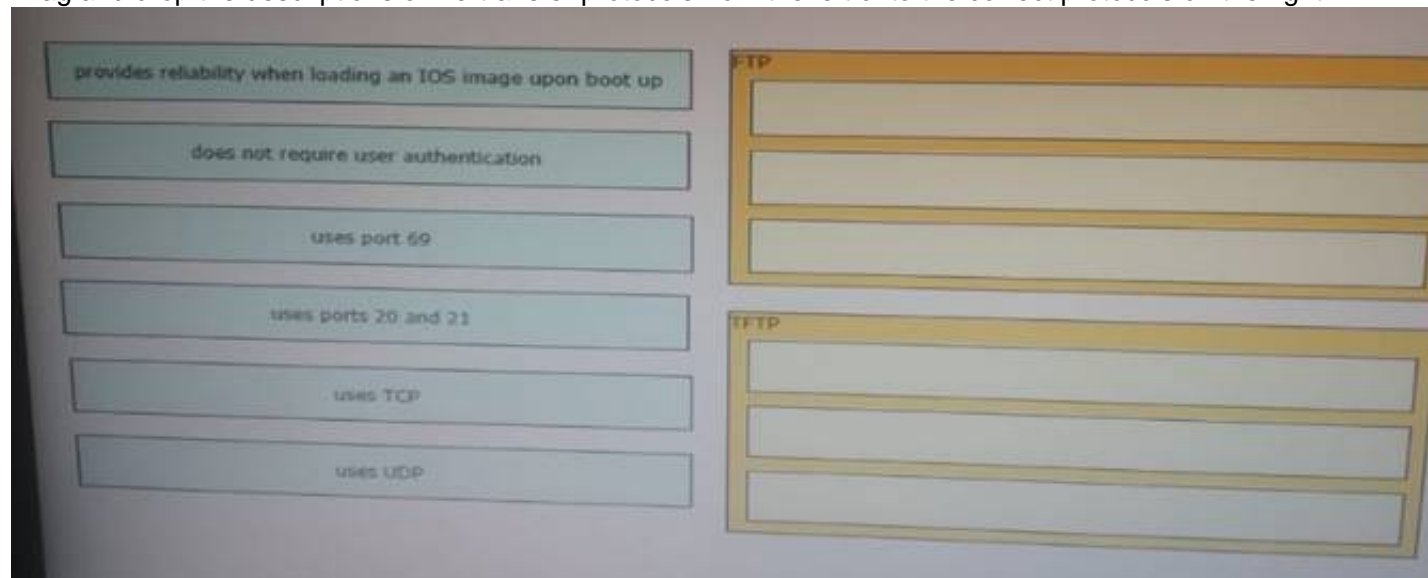 provides reliability when loading an IOS image upon boot up
does not require user authentication
uses port 69
uses ports 20 and 21
uses TCP
uses UDP
FTP
TFTP